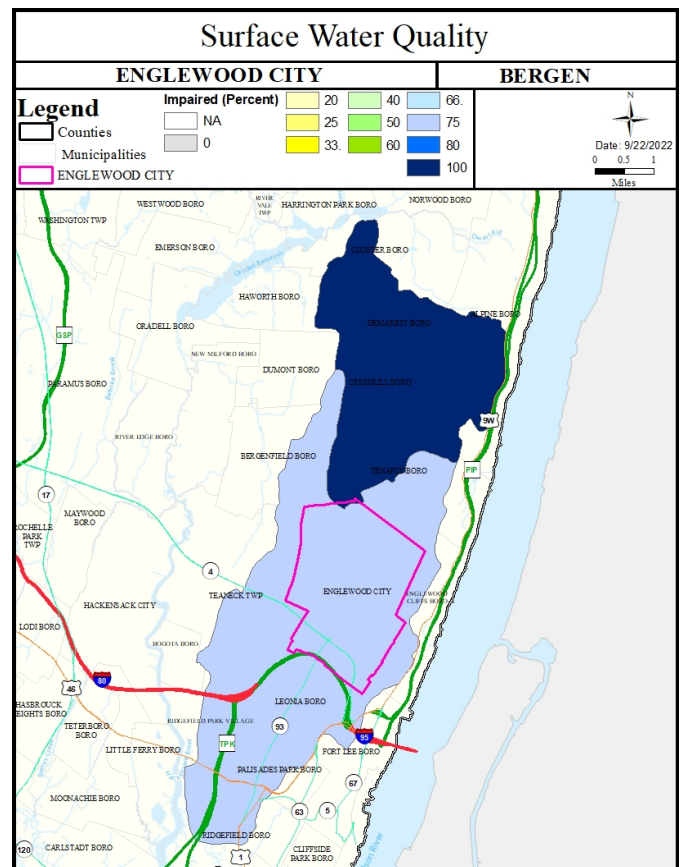 Surface Water Quality
ENGLEWOOD CITY
BERGEN
Legend
Counties
Municipalities
ENGLEWOOD CITY
Impaired (Percent)
NA
0
20
25
33.
40
50
60
66.
75
80
100
N
Date: 9/22/2022
0 0.5 1
Miles
WESTWOOD BORO
RIVER
VALE
TWP
HARRINGTON PARK BORO
NORWOOD BORO
WASHINGTON TWP
EMERSON BORO
CLOSTER BORO
HAWORTH BORO
ORADELL BORO
DEMAREST BORO
ALPINE BORO
GSP
NEW MILFORD BORO
DUMONT BORO
PARAMUS BORO
CRESSKILL BORO
9W
RIVER EDGE BORO
BERGENFIELD BORO
TENAFLY BORO
PIP
17
MAYWOOD
BORO
ROCHELLE
PARK
TWP
4
TEANECK TWP
ENGLEWOOD CITY
ENGLEWOOD
CLIFFS BORO
HACKENSACK CITY
LODI BORO
BOGOTA BORO
80
46
LEONIA BORO
HASBROUCK
HEIGHTS BORO
TETERBORO
BORO
RIDGEFIELD PARK VILLAGE
93
95
TPK
LITTLE FERRY BORO
FORT LEE BORO
PALISADES PARK BORO
67
MOONACHIE BORO
63
5
RIDGEFIELD BORO
120
CARLSTADT BORO
1
CLIFFSIDE
PARK BORO